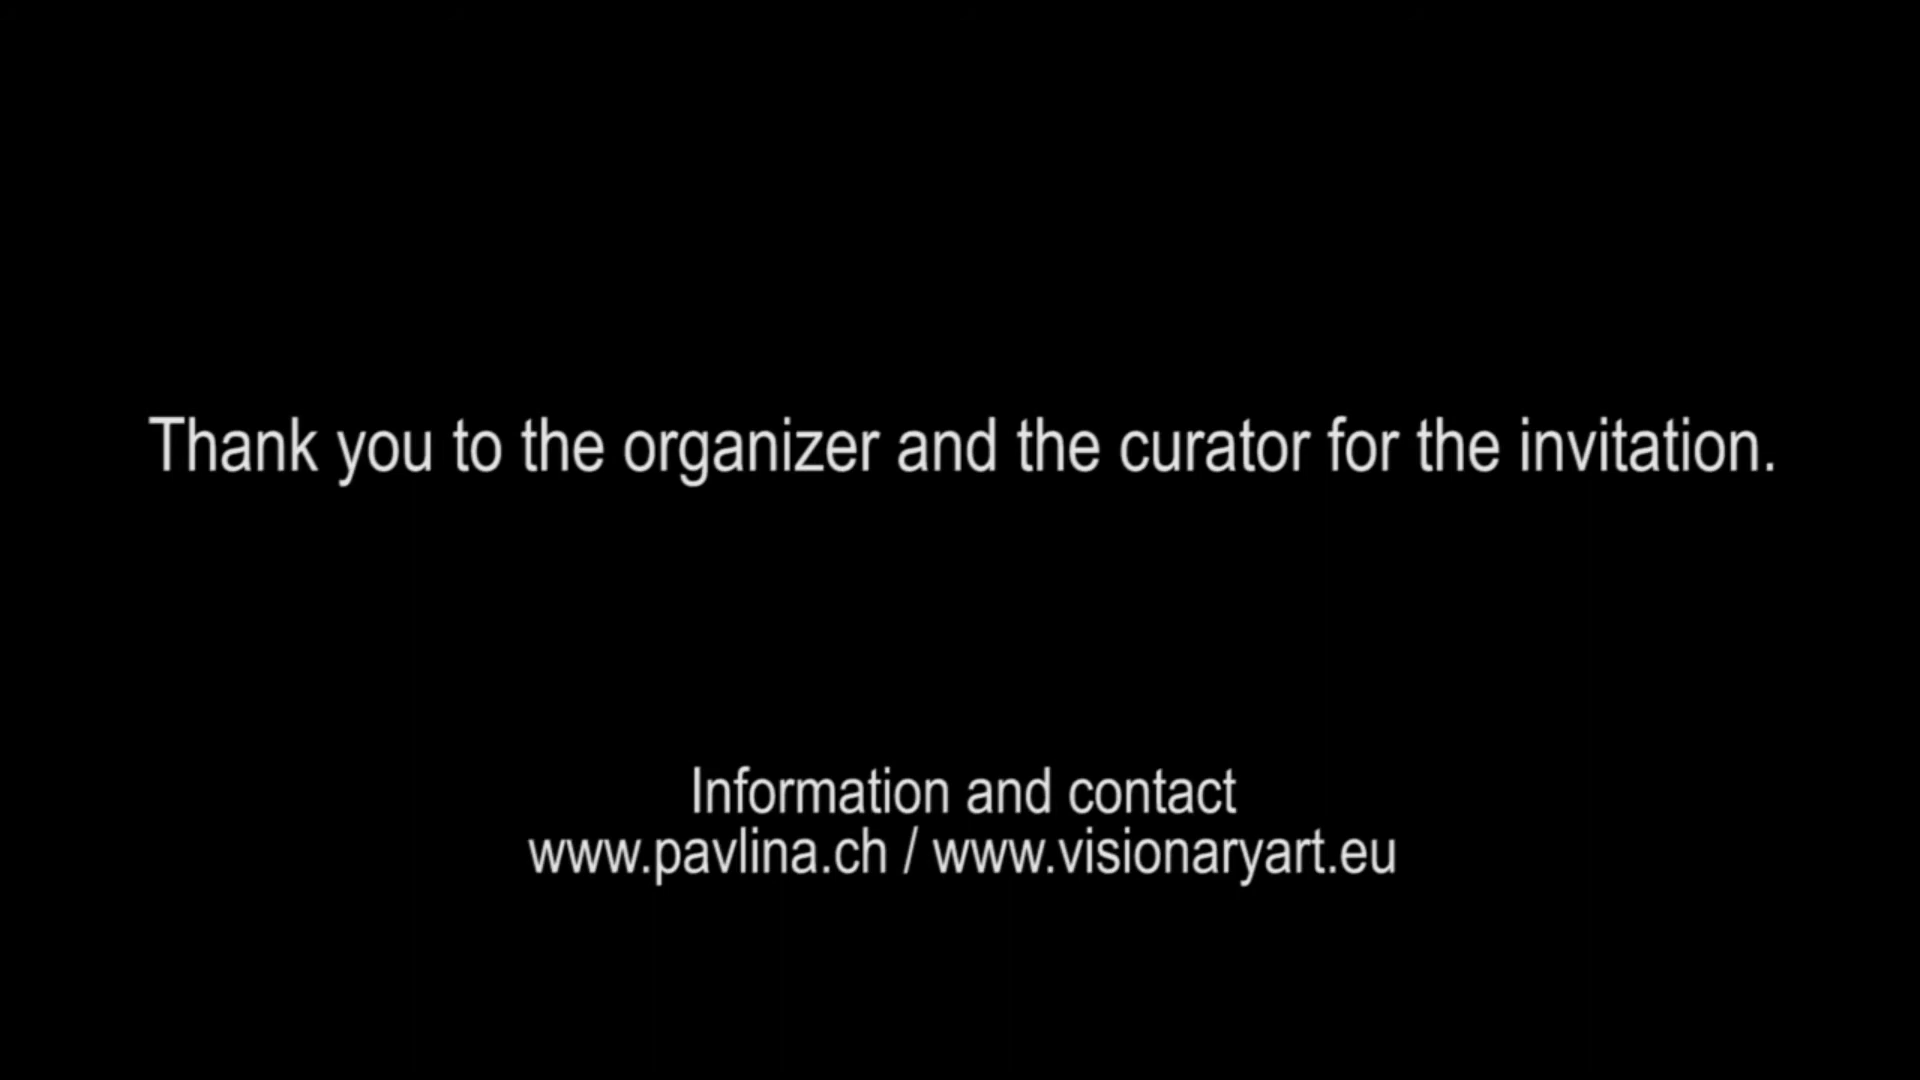 Thank you to the organizer and the curator for the invitation.
Information and contact
www.pavlina.ch / www.visionaryart.eu